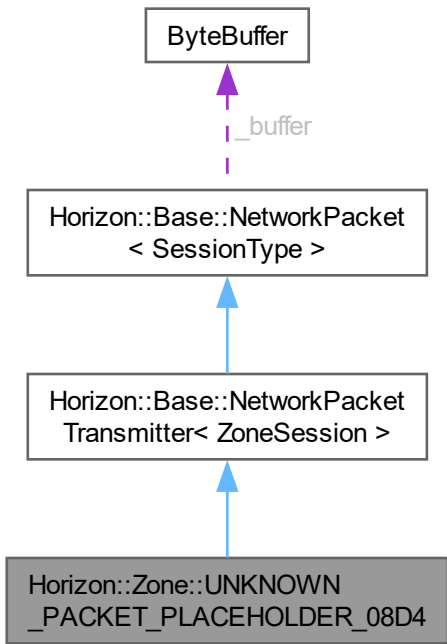 ByteBuffer
_buffer
Horizon::Base::NetworkPacket
< SessionType >
Horizon::Base::NetworkPacket
Transmitter< ZoneSession >
Horizon::Zone::UNKNOWN
_PACKET_PLACEHOLDER_08D4